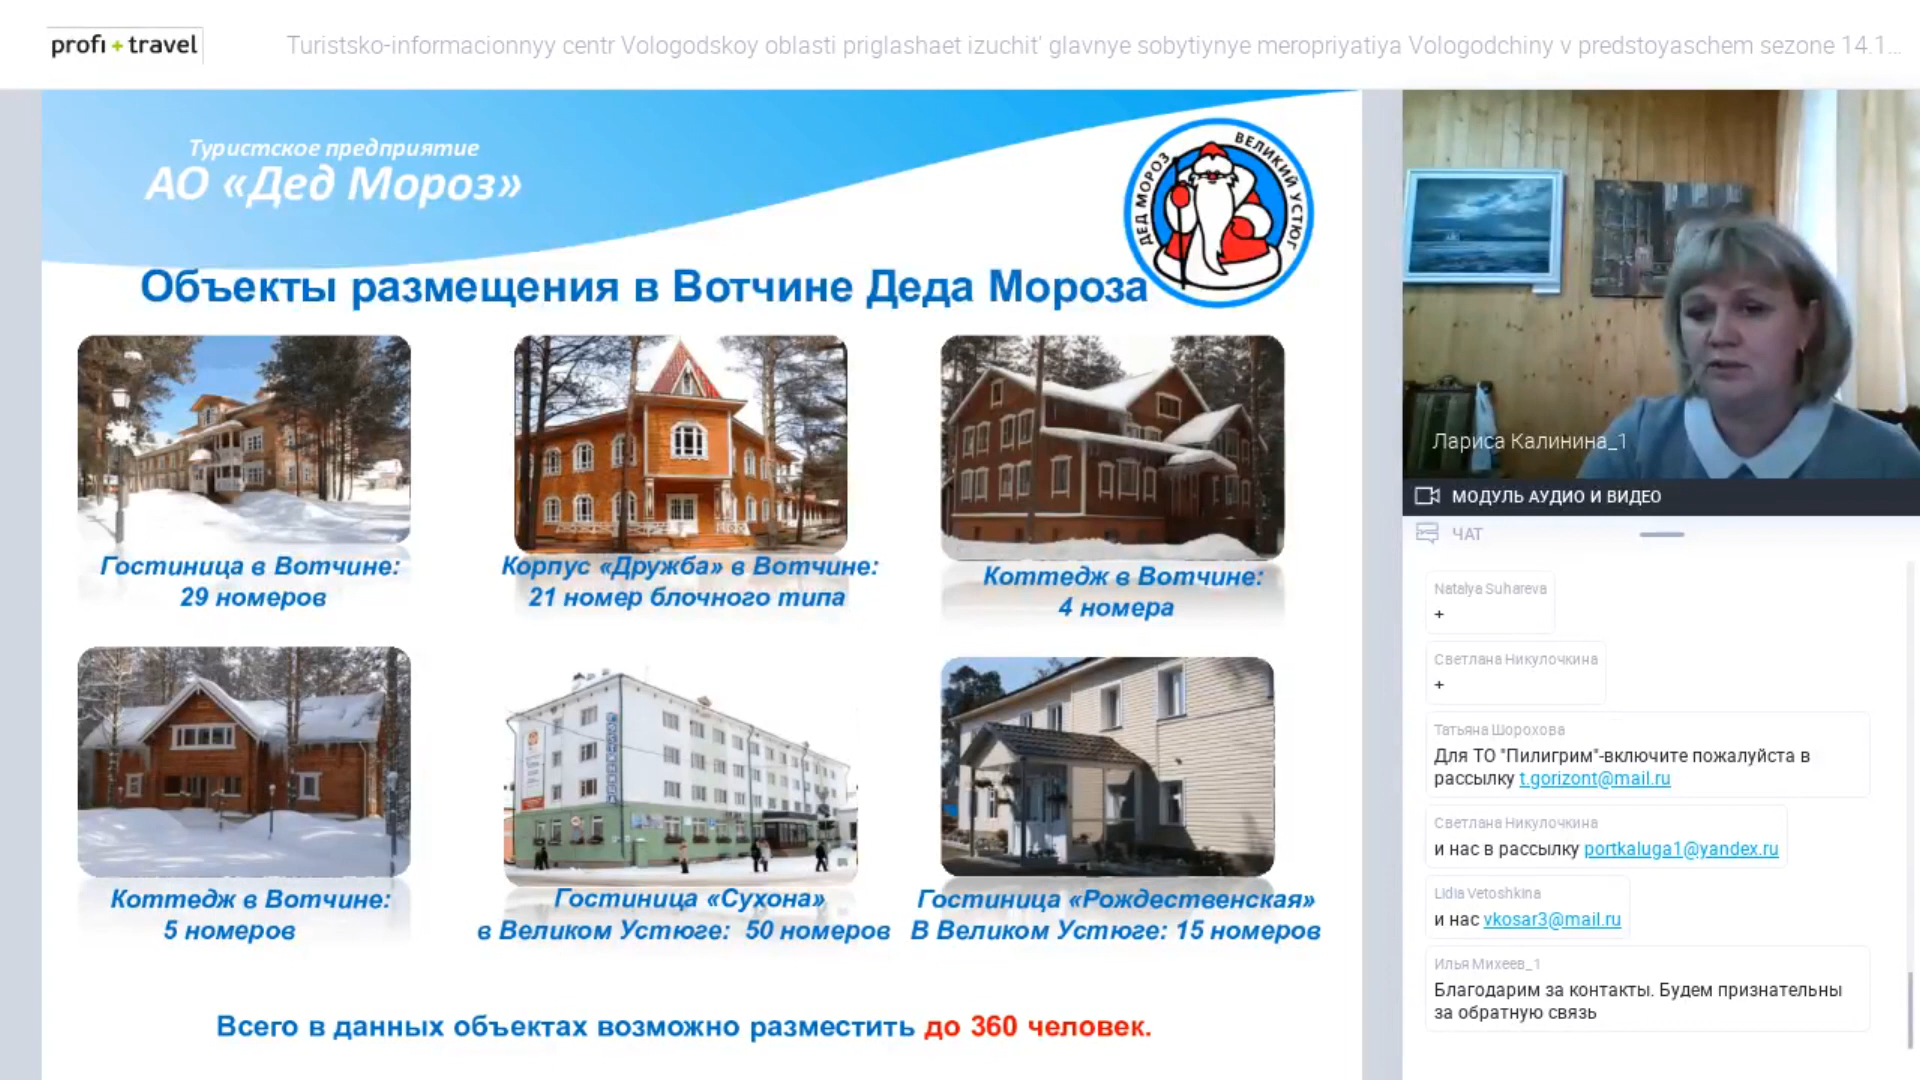 profi + travel
Turistsko-informacionnyy centr Vologodskoy oblasti priglashaet izuchit' glavnye sobytiynye meropriyatiya Vologodchiny v predstoyaschem sezone 14.1...
Туристское предприятие
АО «Дед Мороз»
ДЕД МОРОЗ ВЕЛИКИЙ УСТЮГ
Объекты размещения в Вотчине Деда Мороза
Гостиница в Вотчине:
29 номеров
Корпус «Дружба» в Вотчине:
21 номер блочного типа
Коттедж в Вотчине:
4 номера
Коттедж в Вотчине:
5 номеров
Гостиница «Сухона»
в Великом Устюге: 50 номеров
Гостиница «Рождественская»
В Великом Устюге: 15 номеров
Всего в данных объектах возможно разместить до 360 человек.
Лариса Калинина_1
МОДУЛЬ АУДИО И ВИДЕО
ЧАТ
Natalya Suhareva
+
Светлана Никулочкина
+
Татьяна Шорохова
Для ТО "Пилигрим"-включите пожалуйста в
рассылку t.gorizont@mail.ru
Светлана Никулочкина
и нас в рассылку portkaluga1@yandex.ru
Lidia Vetoshkina
и нас vkosar3@mail.ru
Илья Михеев_1
Благодарим за контакты. Будем признательны
за обратную связь